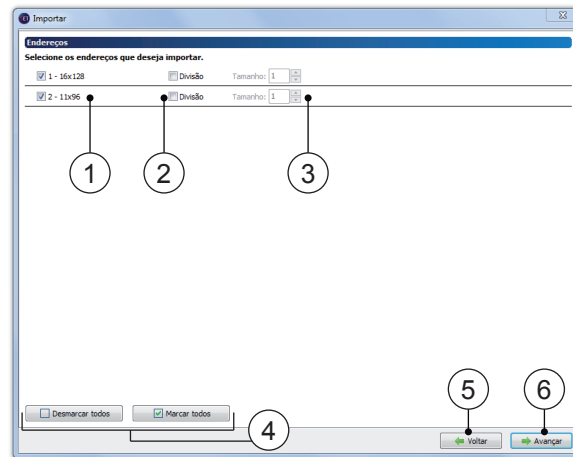 Importar
Endereços
Selecione os endereços que deseja importar.
1 - 16x128 Divisão Tamanho: 1
2 - 11x96 Divisão Tamanho: 1
1 2 3
Desmarcar todos Marcar todos
4
5 6
Voltar Avançar